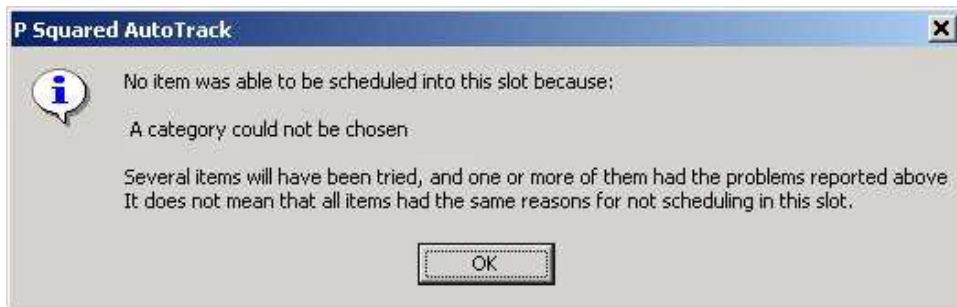 P Squared AutoTrack
No item was able to be scheduled into this slot because:
A category could not be chosen
Several items will have been tried, and one or more of them had the problems reported above
It does not mean that all items had the same reasons for not scheduling in this slot.
OK